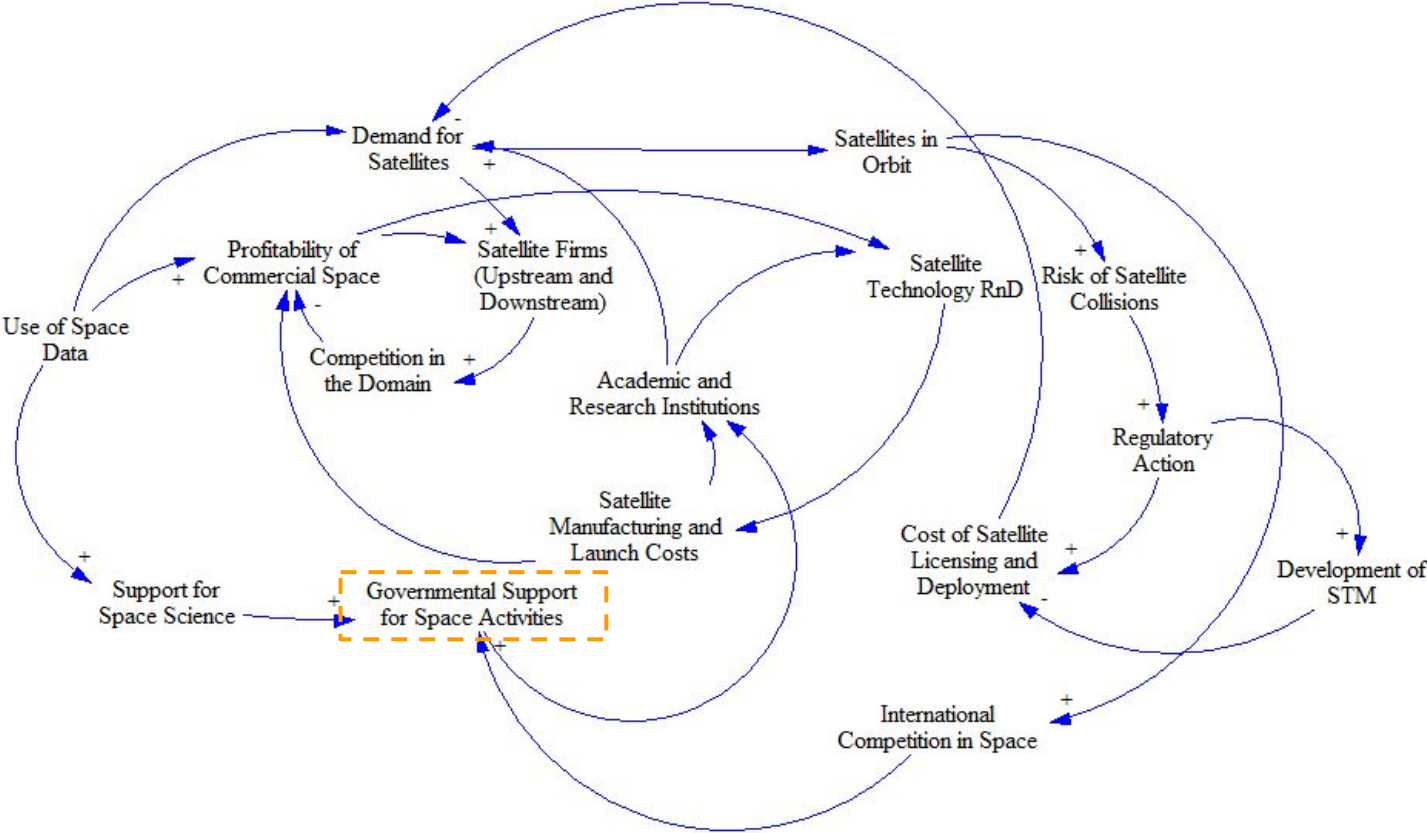 -
Demand for
Satellites
+
Satellites in
Orbit
+
Profitability of
Commercial Space
+
-
Satellite Firms
(Upstream and
Downstream)
Satellite
Technology RnD
+
Risk of Satellite
Collisions
Use of Space
Data
Competition in
the Domain
+
Academic and
Research Institutions
+
Regulatory
Action
Satellite
Manufacturing and
Launch Costs
Cost of Satellite
Licensing and
Deployment
+
-
+
Development of
STM
+
Support for
Space Science
+
Governmental Support
for Space Activities
+
+
International
Competition in Space